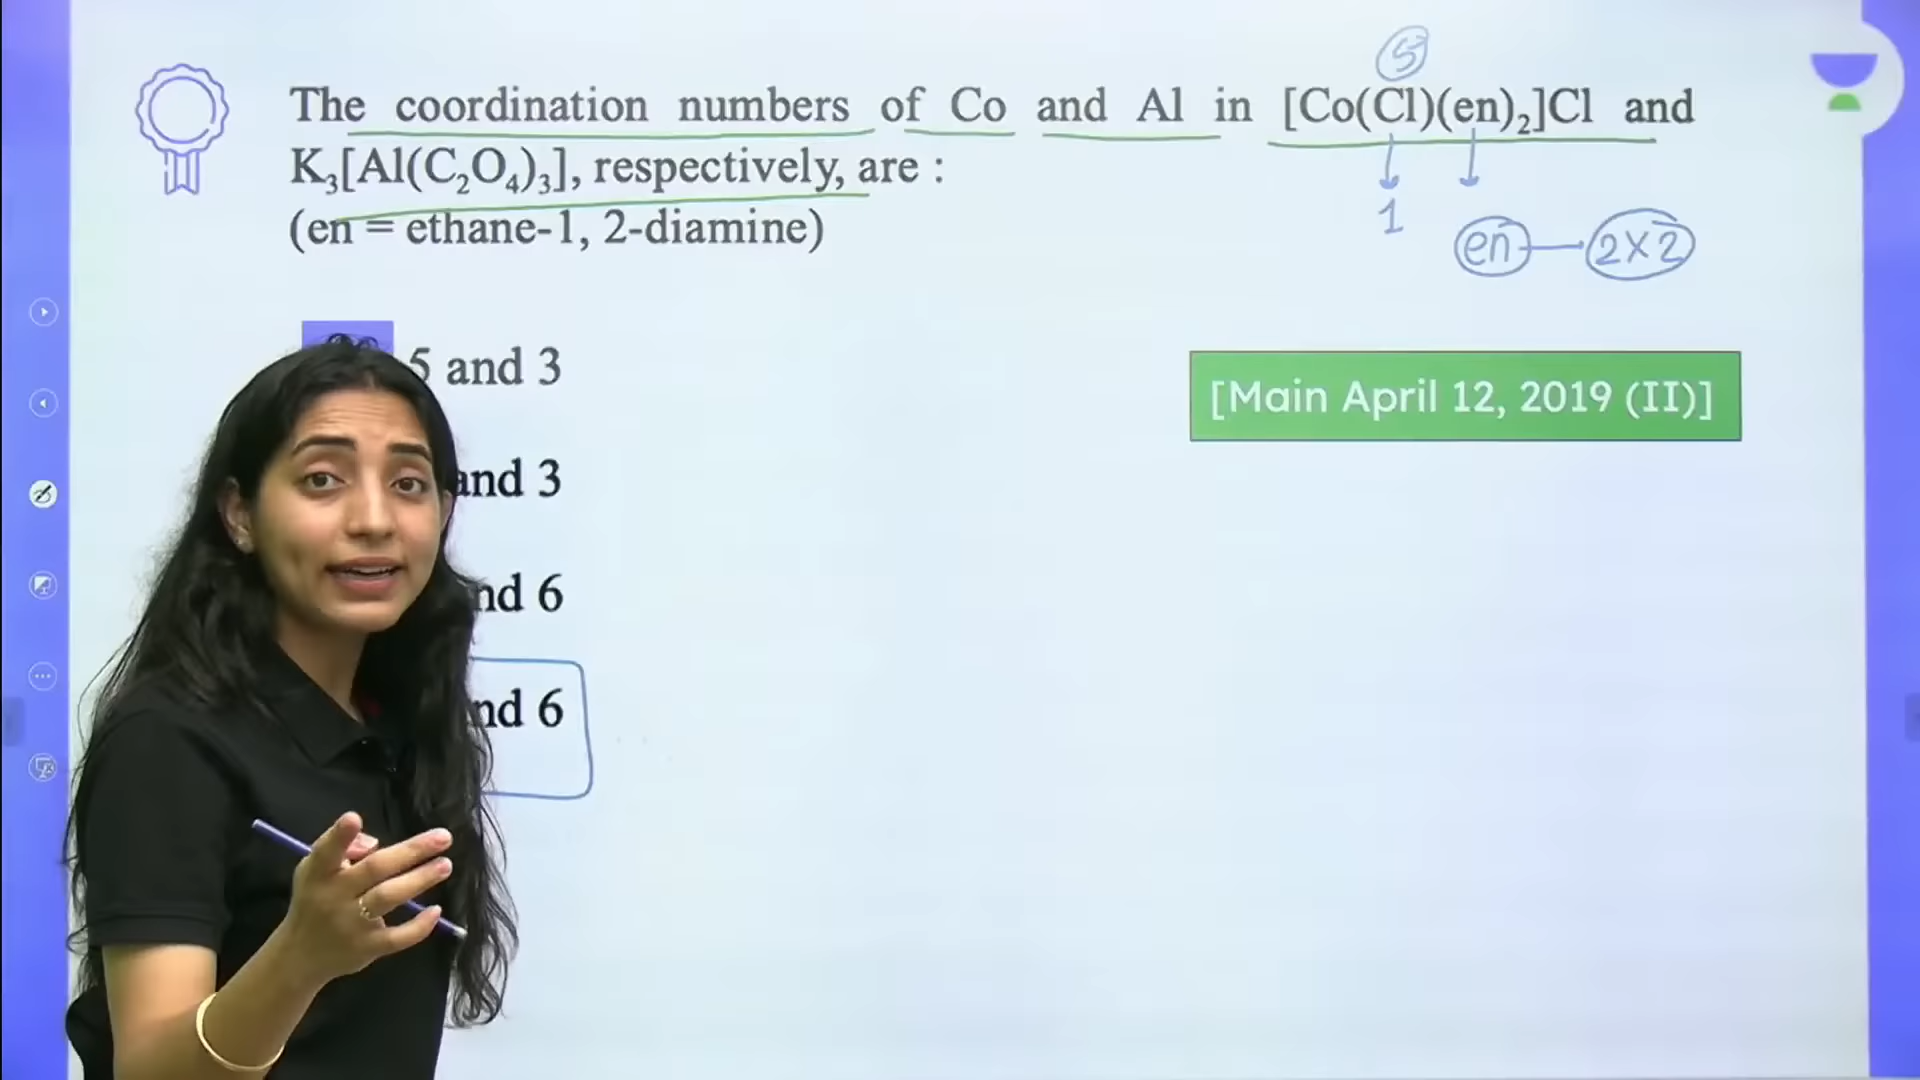 5
The coordination numbers of Co and Al in [Co(Cl)(en)₂]Cl and
K₃[Al(C₂O₄)₃], respectively, are :
1
(en = ethane-1, 2-diamine)
en 2×2
5 and 3
[Main April 12, 2019 (II)]
and 3
nd 6
nd 6